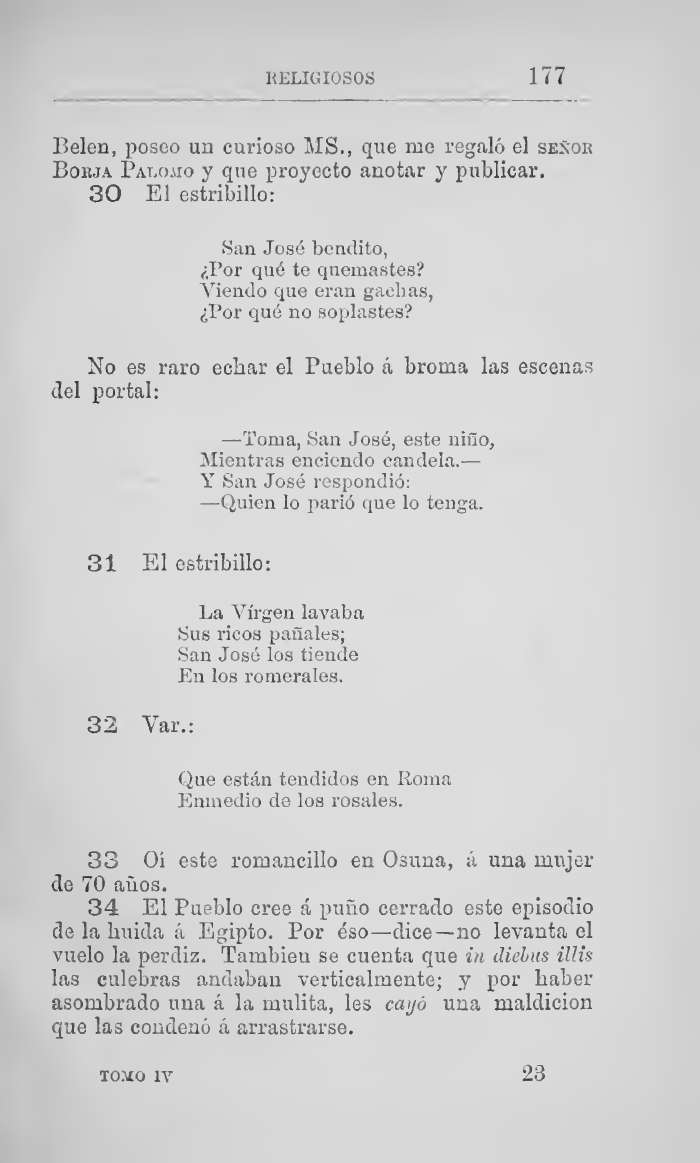 RELIGIOSOS 177
Belen, poseo un curioso MS., que me regaló el SEÑOR
BORJA PALOMO y que proyecto anotar y publicar.
30 El estribillo:
San José bendito,
¿Por qué te quemastes?
Viendo que eran gachas,
¿Por qué no soplastes?
No es raro echar el Pueblo á broma las escenas
del portal:
—Toma, San José, este niño,
Mientras enciendo candela.—
Y San José respondió:
—Quien lo parió que lo tenga.
31 El estribillo:
La Vírgen lavaba
Sus ricos pañales;
San José los tiende
En los romerales.
32 Var.:
Que están tendidos en Roma
Enmedio de los rosales.
33 Oí este romancillo en Osuna, á una mujer
de 70 años.
34 El Pueblo cree á puño cerrado este episodio
de la huida á Egipto. Por éso—dice—no levanta el
vuelo la perdiz. Tambien se cuenta que in diebus illis
las culebras andaban verticalmente; y por haber
asombrado una á la mulita, les cayó una maldicion
que las condenó á arrastrarse.
TOMO IV 23